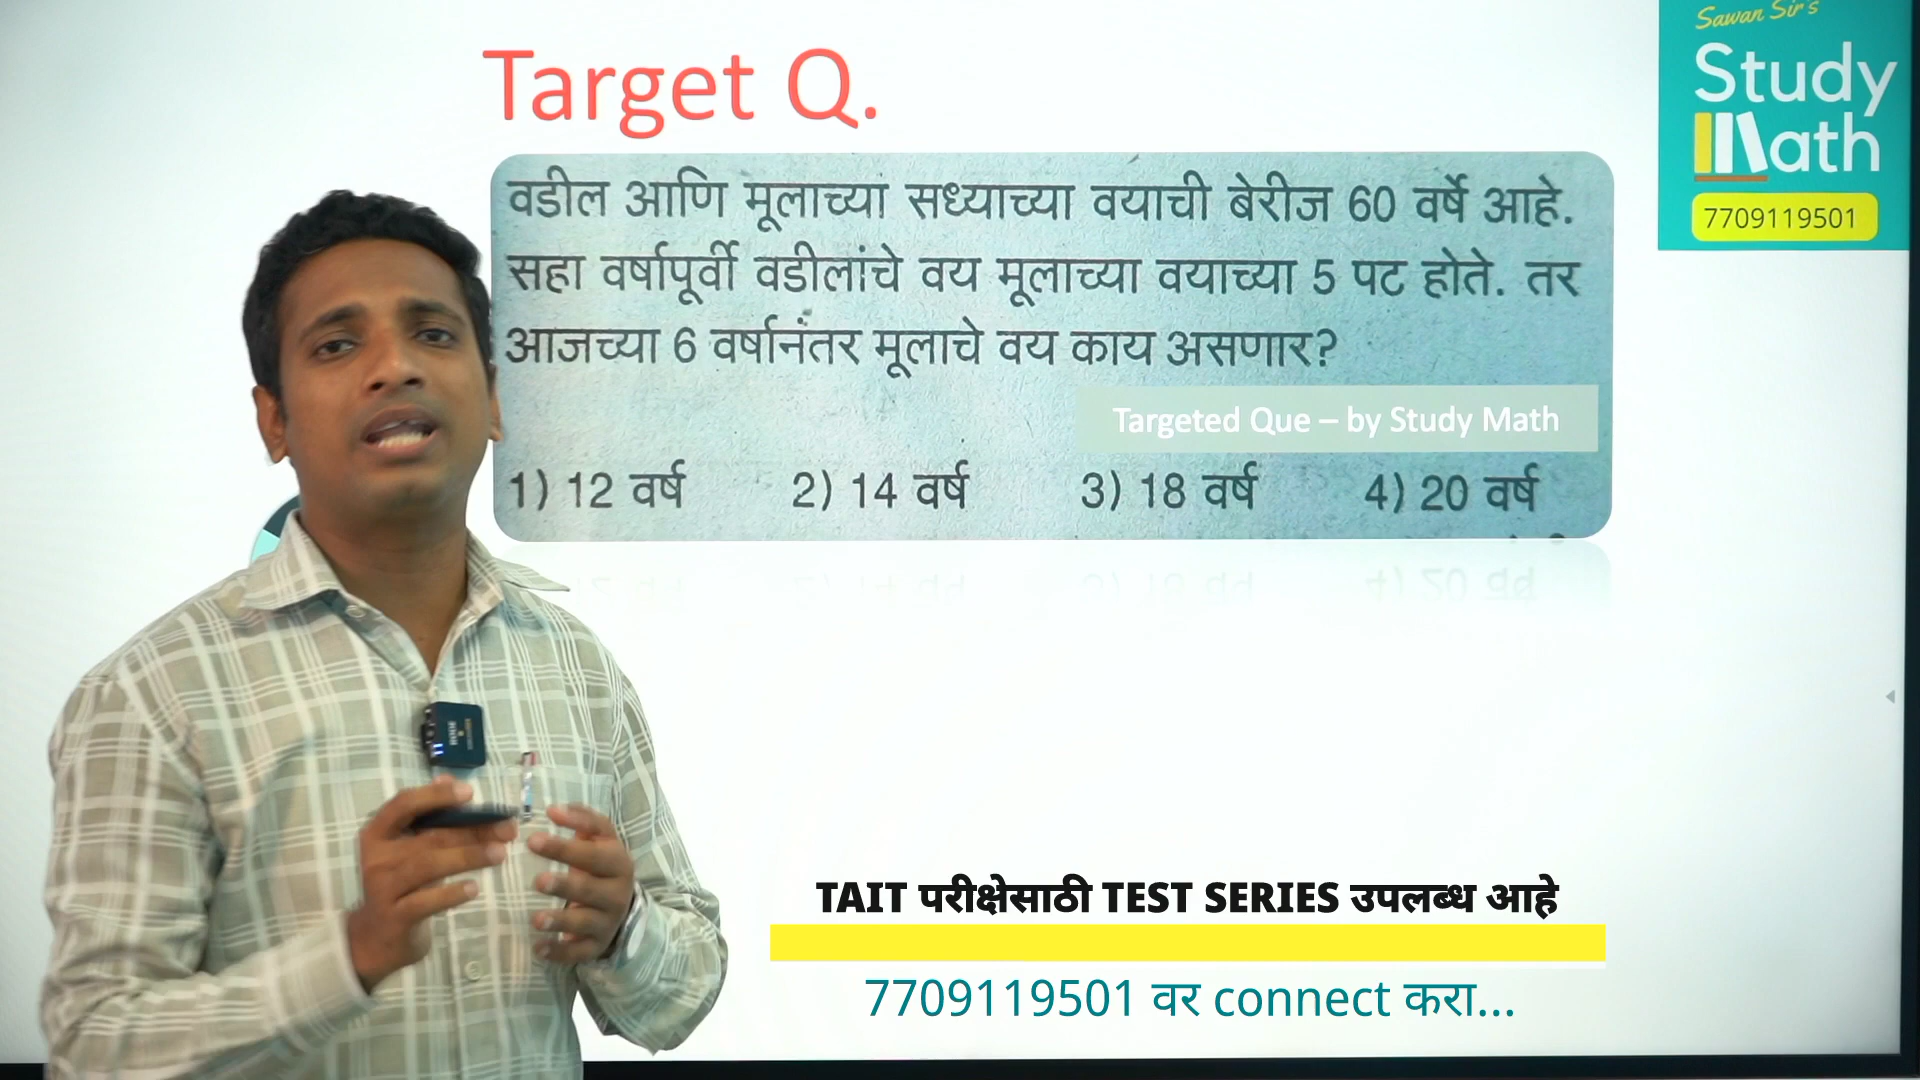 Sawan Sir's
Study
Math
7709119501
Target Q.
वडील आणि मूलाच्या सध्याच्या वयाची बेरीज 60 वर्षे आहे.
सहा वर्षापूर्वी वडीलांचे वय मूलाच्या वयाच्या 5 पट होते. तर
आजच्या 6 वर्षानंतर मूलाचे वय काय असणार?
Targeted Que – by Study Math
1) 12 वर्ष 2) 14 वर्ष 3) 18 वर्ष 4) 20 वर्ष
RODE
TAIT परीक्षेसाठी TEST SERIES उपलब्ध आहे
7709119501 वर connect करा...